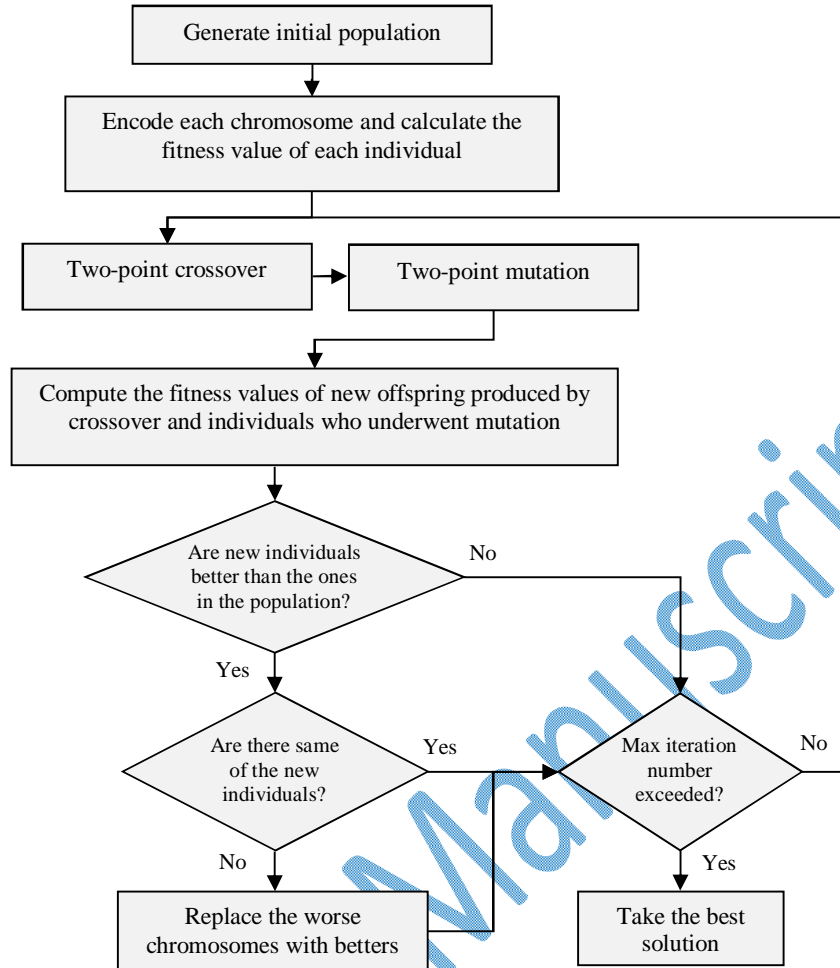 Generate initial population
Encode each chromosome and calculate the
fitness value of each individual
Two-point crossover
Two-point mutation
Compute the fitness values of new offspring produced by
crossover and individuals who underwent mutation
Are new individuals
better than the ones
in the population?
No
Yes
Are there same
of the new
individuals?
Yes
Max iteration
number
exceeded?
No
No
Yes
Replace the worse
chromosomes with betters
Take the best
solution